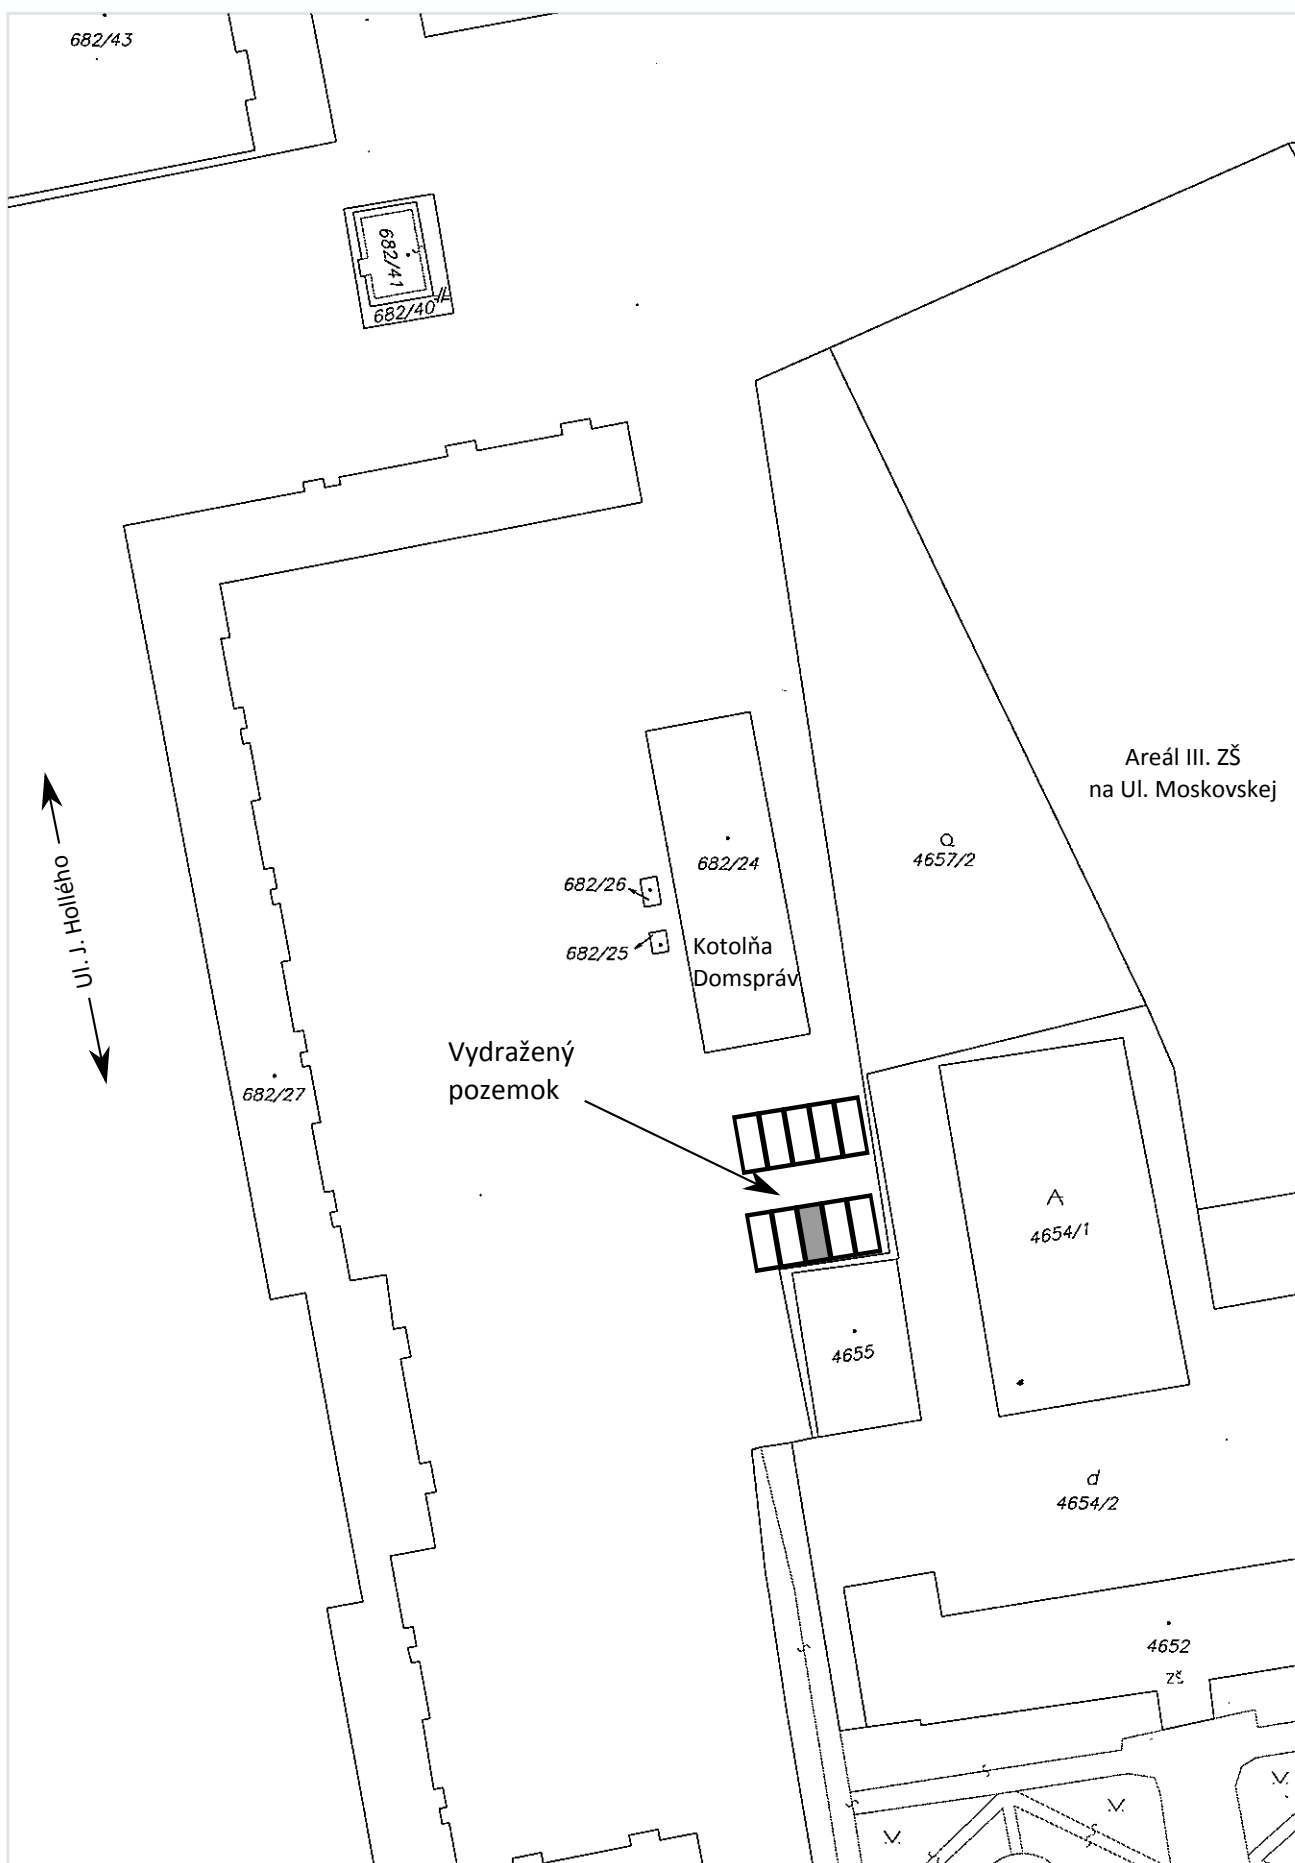 682/43
682/41
682/40
Areál III. ZŠ
na Ul. Moskovskej
Q
4657/2
682/24
682/26
682/25
Kotolňa
Domspráv
Ul. J. Hollého
Vydražený
pozemok
682/27
A
4654/1
4655
d
4654/2
4652
ZŠ
V.
V.
V.